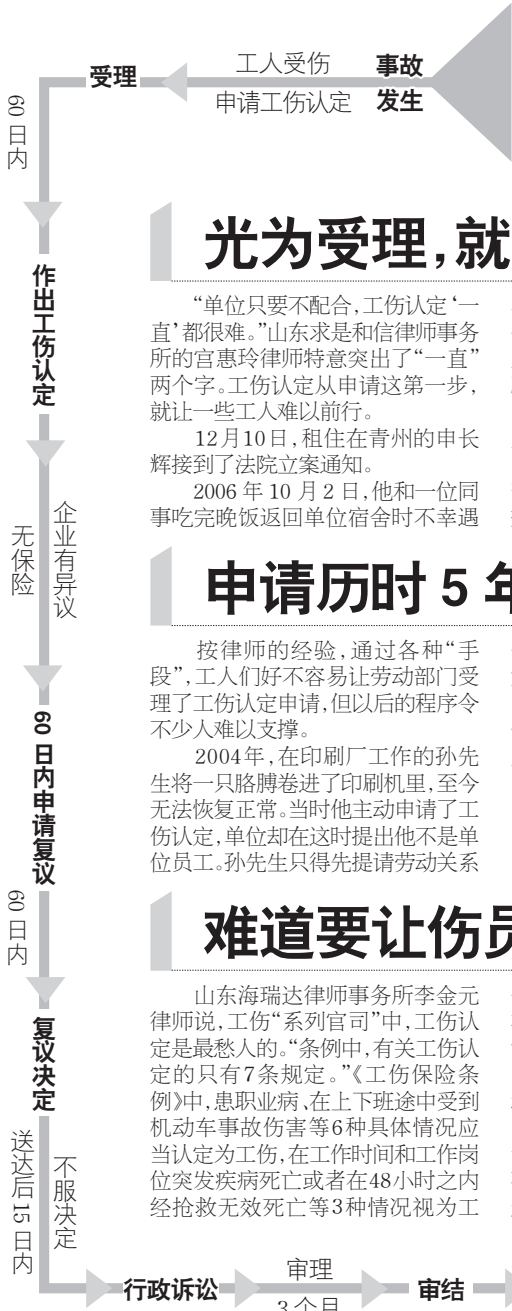 事故
发生
工人受伤
申请工伤认定
受理
60日内
作出工伤认定
企业有异议
无保险
60日内申请复议
60日内
复议决定
不服决定
送达后15日内
行政诉讼
审理
3个月
审结
光为受理,就
“单位只要不配合,工伤认定‘一
直’都很难。”山东求是和信律师事务
所的宫惠玲律师特意突出了“一直”
两个字。工伤认定从申请这第一步,
就让一些工人难以前行。
12月10日,租住在青州的申长
辉接到了法院立案通知。
2006年10月2日,他和一位同
事吃完晚饭返回单位宿舍时不幸遇
申请历时5年
按律师的经验,通过各种“手
段”,工人们好不容易让劳动部门受
理了工伤认定申请,但以后的程序令
不少人难以支撑。
2004年,在印刷厂工作的孙先
生将一只胳膊卷进了印刷机里,至今
无法恢复正常。当时他主动申请了工
伤认定,单位却在这时提出他不是单
位员工。孙先生只得先提请劳动关系
难道要让伤员
山东海瑞达律师事务所李金元
律师说,工伤“系列官司”中,工伤认
定是最愁人的。“条例中,有关工伤认
定的只有7条规定。”《工伤保险条
例》中,患职业病、在上下班途中受到
机动车事故伤害等6种具体情况应
当认定为工伤,在工作时间和工作岗
位突发疾病死亡或者在48小时之内
经抢救无效死亡等3种情况视为工